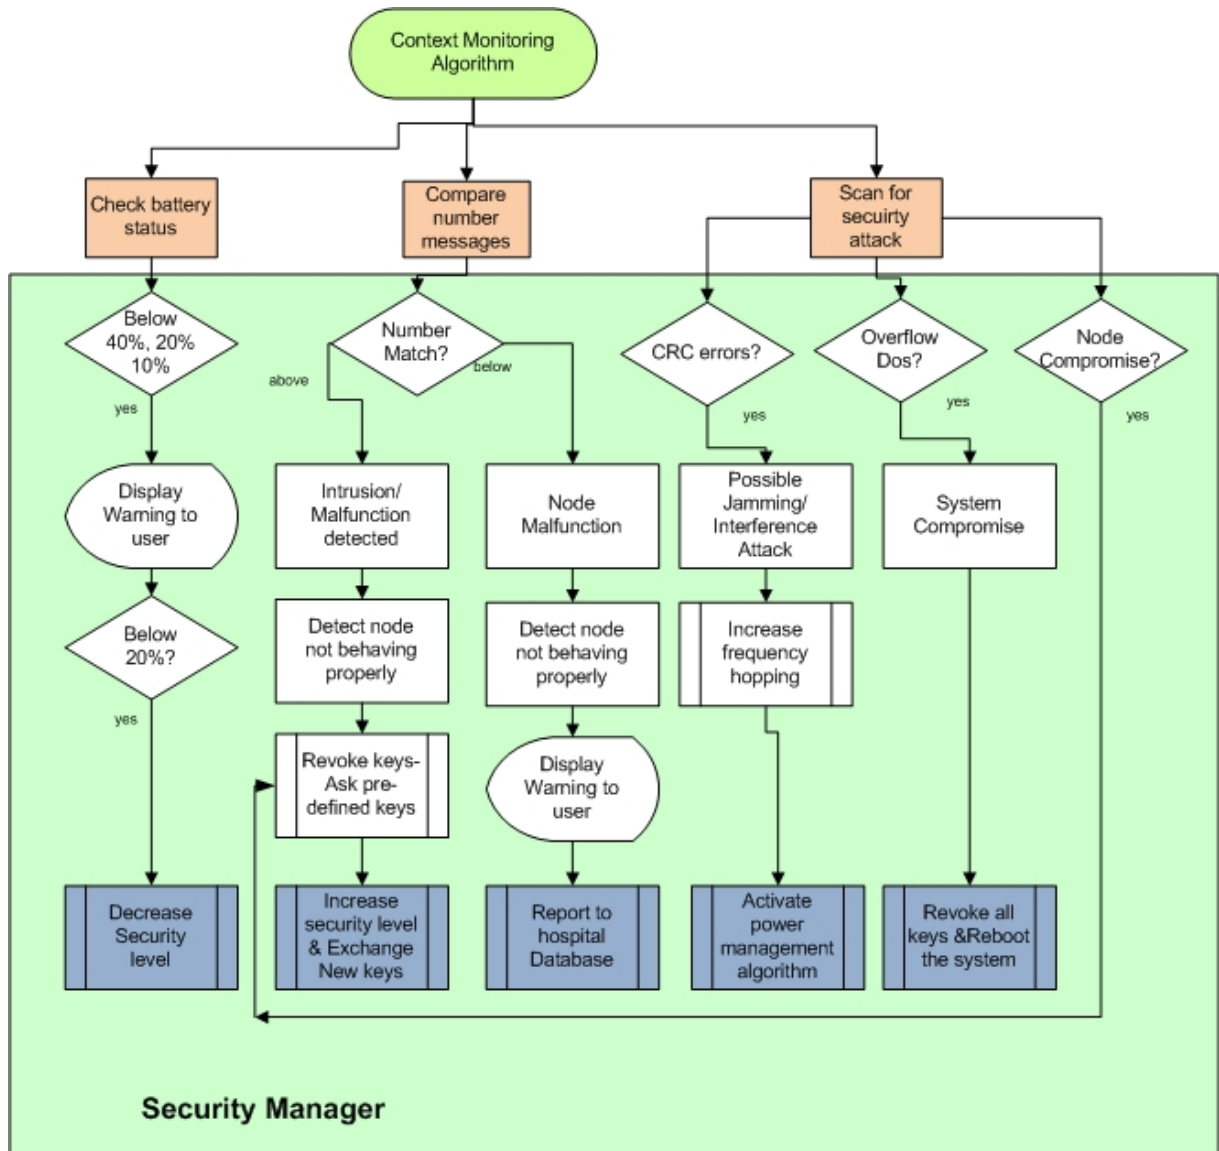 Context Monitoring
Algorithm
Check battery
status
Compare
number
messages
Scan for
secuirty
attack
Below
40%, 20%
10%
Number
Match?
CRC errors?
Overflow
Dos?
Node
Compromise?
yes
above
below
yes
yes
yes
Display
Warning to
user
Intrusion/
Malfunction
detected
Node
Malfunction
Possible
Jamming/
Interference
Attack
System
Compromise
Below
20%?
Detect node
not behaving
properly
Detect node
not behaving
properly
Increase
frequency
hopping
yes
Revoke keys-
Ask pre-
defined keys
Display
Warning to
user
Decrease
Security
level
Increase
security level
& Exchange
New keys
Report to
hospital
Database
Activate
power
management
algorithm
Revoke all
keys &Reboot
the system
Security Manager